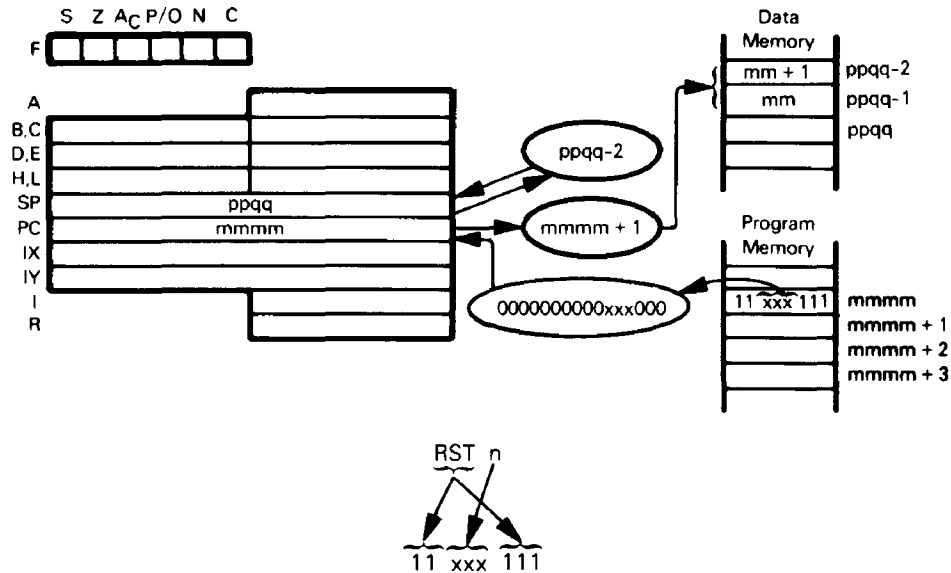 S Z AC P/O N C
F
A
B,C
D,E
H,L
SP
PC
IX
IY
I
R
ppqq
mmmm
ppqq-2
mmmm + 1
0000000000xxx000
Data
Memory
mm + 1 ppqq-2
mm ppqq-1
ppqq
Program
Memory
11 xxx 111 mmmm
mmmm + 1
mmmm + 2
mmmm + 3
RST n
11 xxx 111